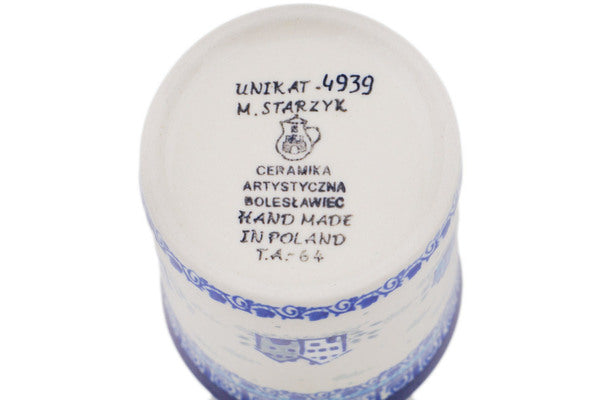 UNIKAT-4939
M. STARZYK
CERAMIKA
ARTYSTYCZNA
BOLESŁAWIEC
HAND MADE
IN POLAND
T.A.-64